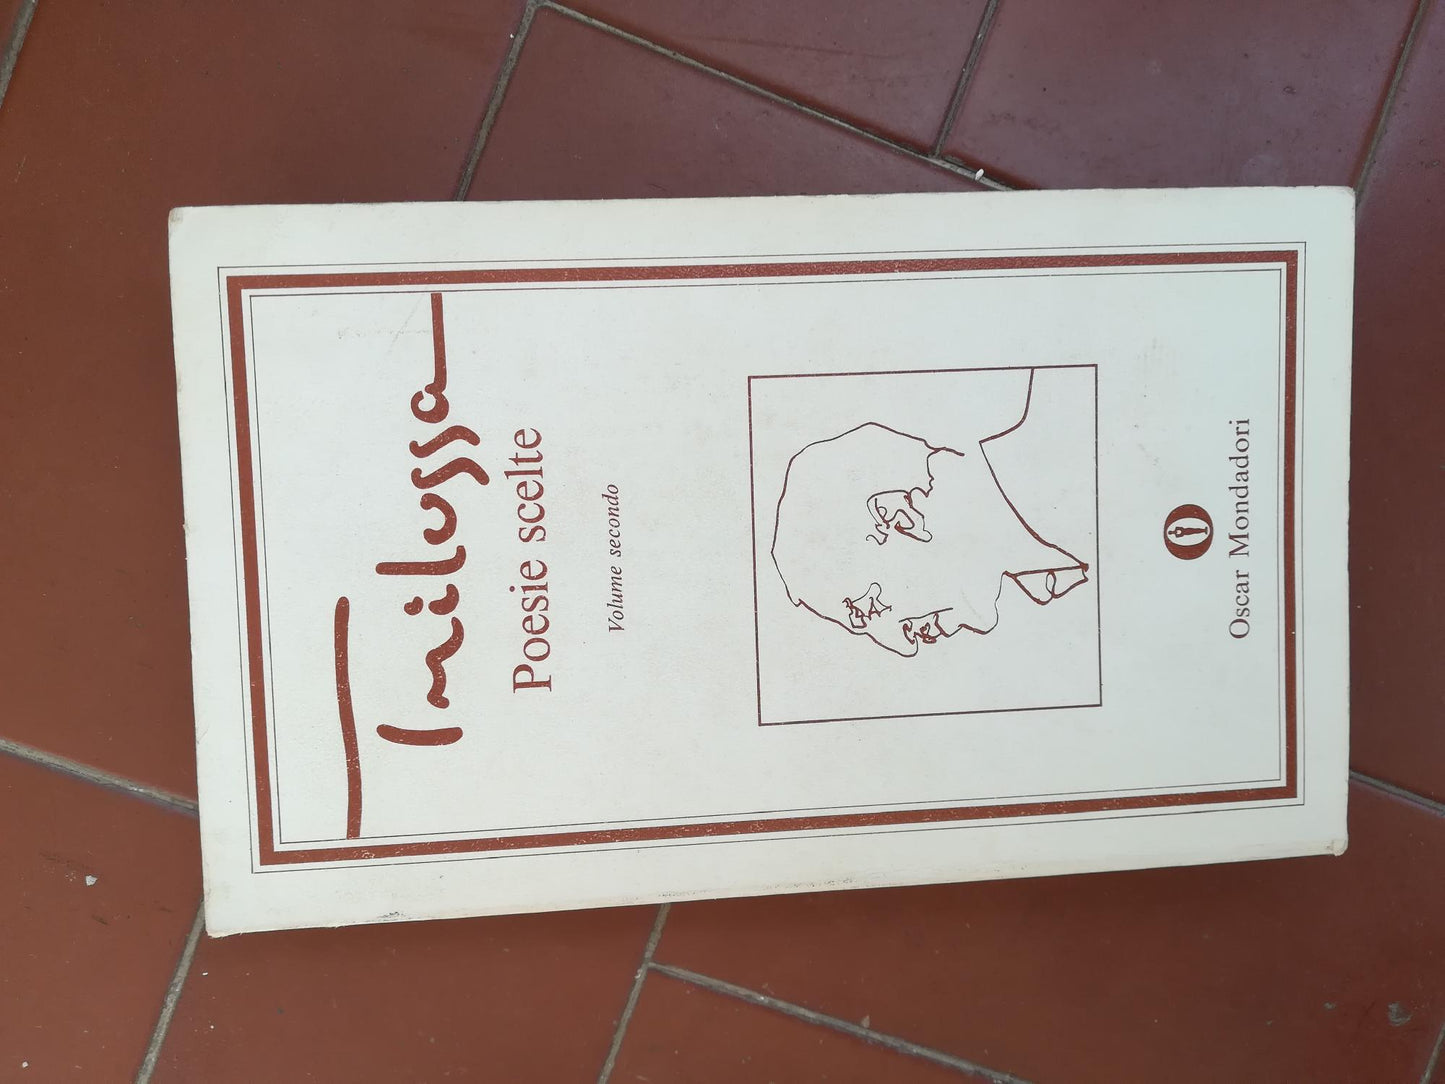 Trilussa
Poesie scelte
Volume secondo
Oscar Mondadori